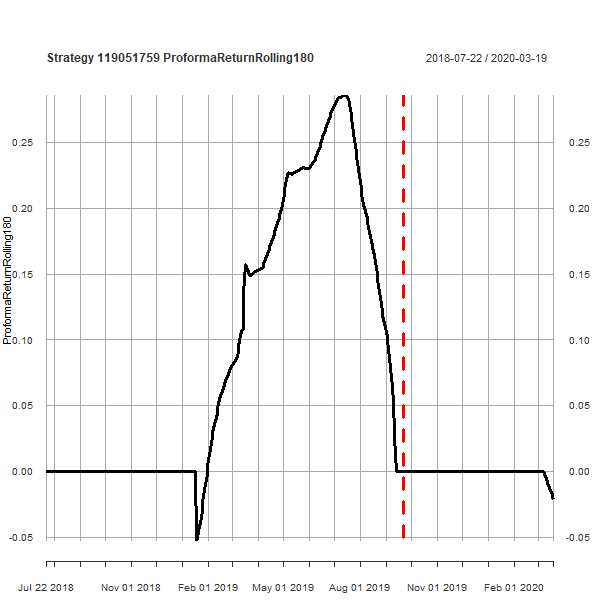 Strategy 119051759 ProformaReturnRolling180 2018-07-22 / 2020-03-19
ProformaReturnRolling180
0.25 0.25
0.20 0.20
0.15 0.15
0.10 0.10
0.05 0.05
0.00 0.00
-0.05 -0.05
Jul 22 2018 Nov 01 2018 Feb 01 2019 May 01 2019 Aug 01 2019 Nov 01 2019 Feb 01 2020